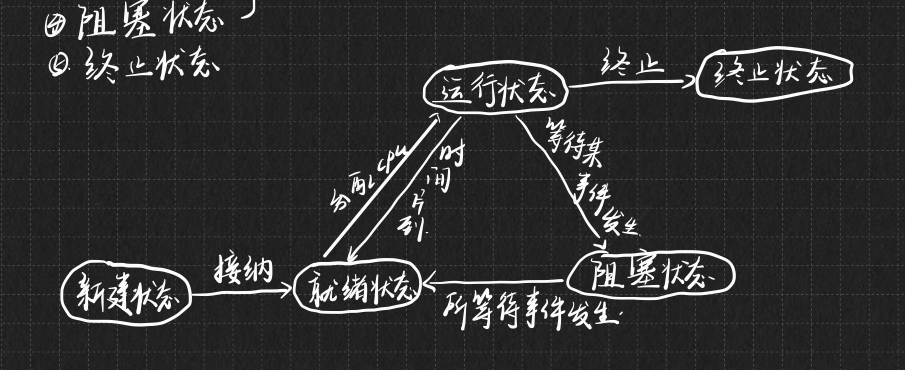 ④ 阻塞状态
⑤ 终止状态
运行状态
终止
终止状态
分配cpu
时间片到.
等待某事件发生.
新建状态
接纳
就绪状态
阻塞状态
所等待事件发生.